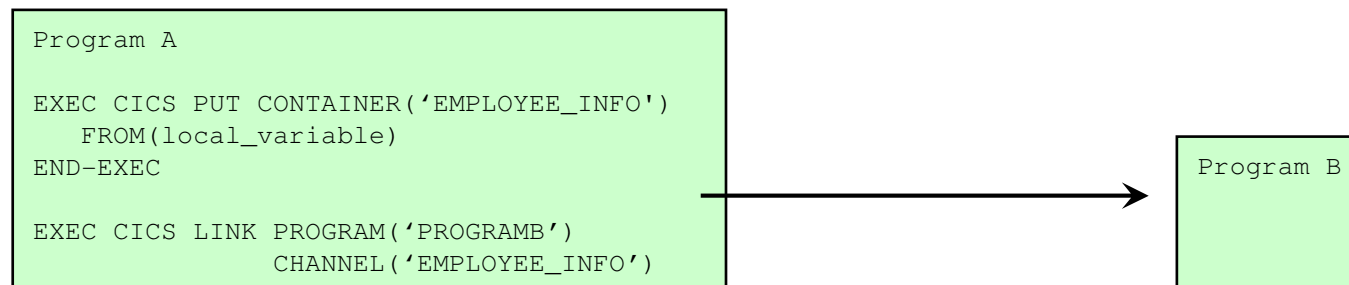 Program A
EXEC CICS PUT CONTAINER(‘EMPLOYEE_INFO')
FROM(local_variable)
END-EXEC
EXEC CICS LINK PROGRAM(‘PROGRAMB’)
CHANNEL(‘EMPLOYEE_INFO’)
Program B